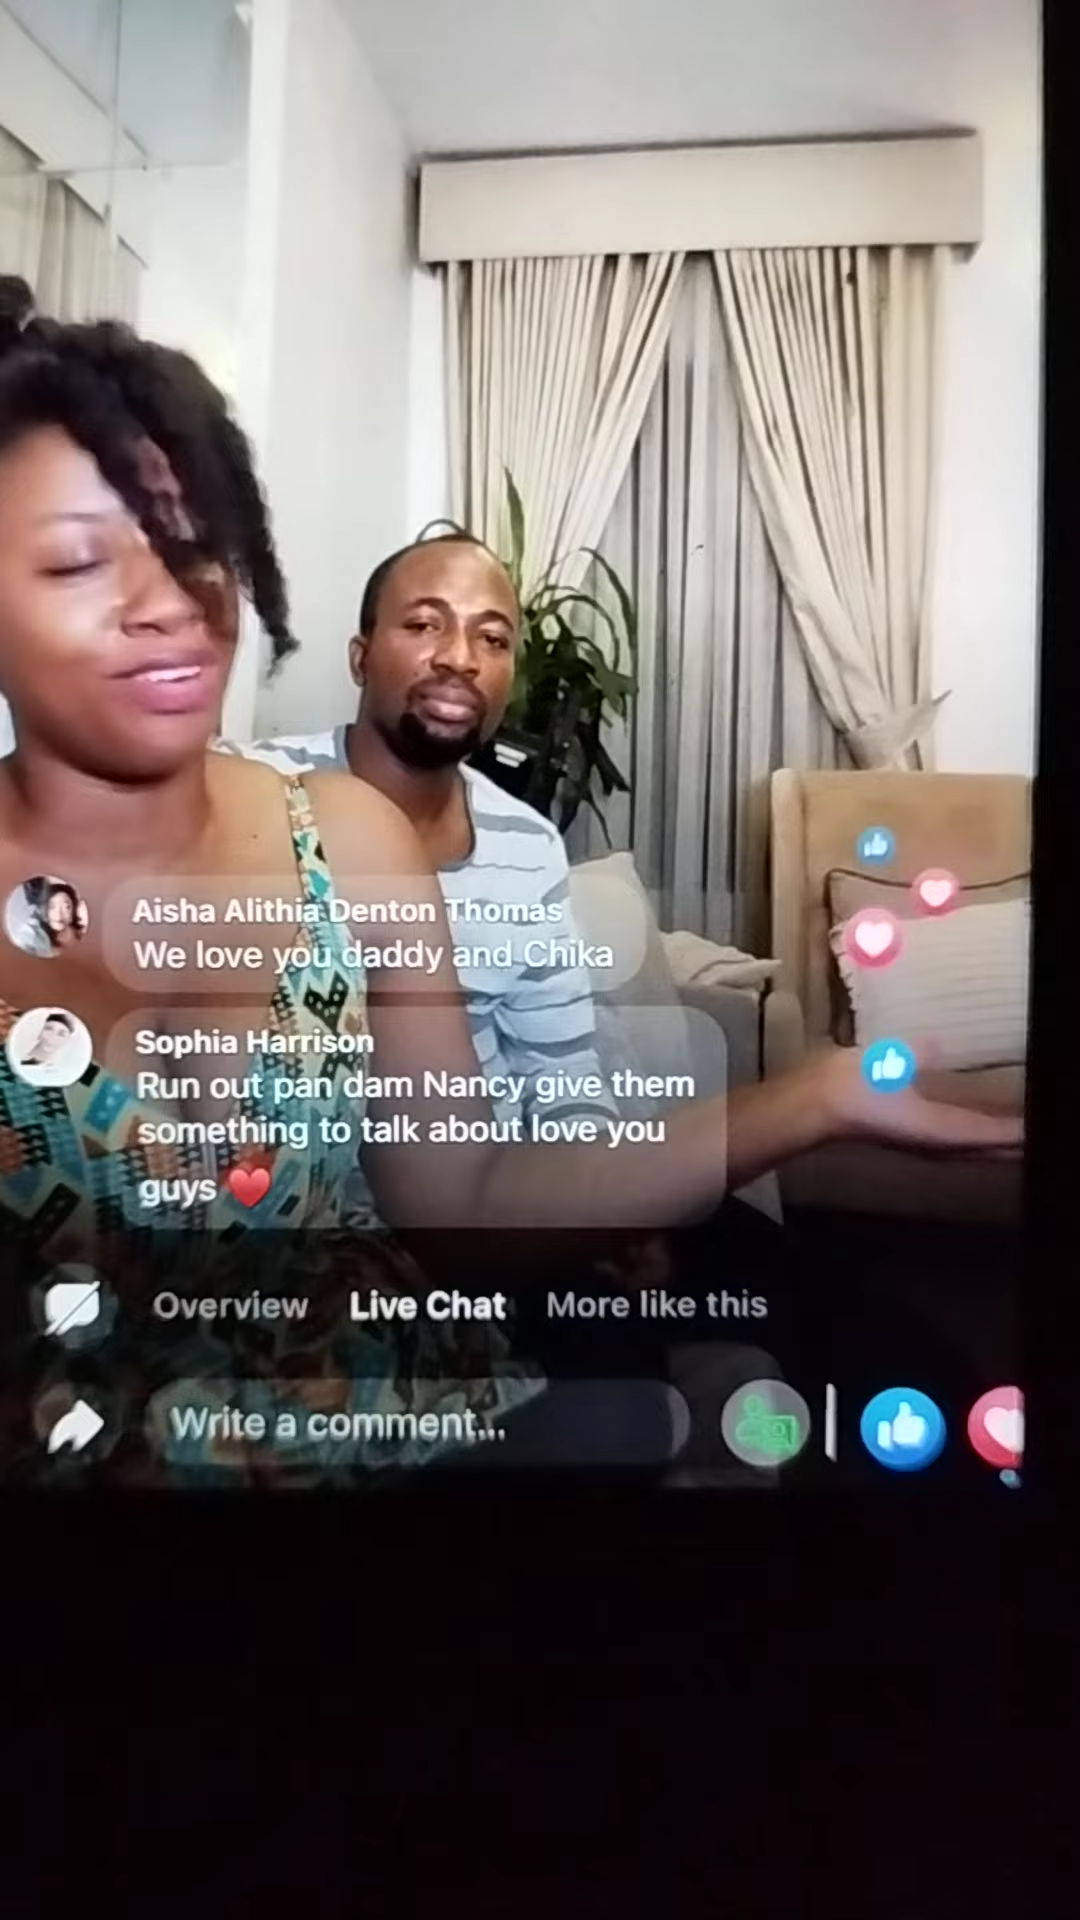 Aisha Alithia Denton Thomas
We love you daddy and Chika
Sophia Harrison
Run out pan dam Nancy give them
something to talk about love you
guys ❤️
Overview Live Chat More like this
Write a comment...